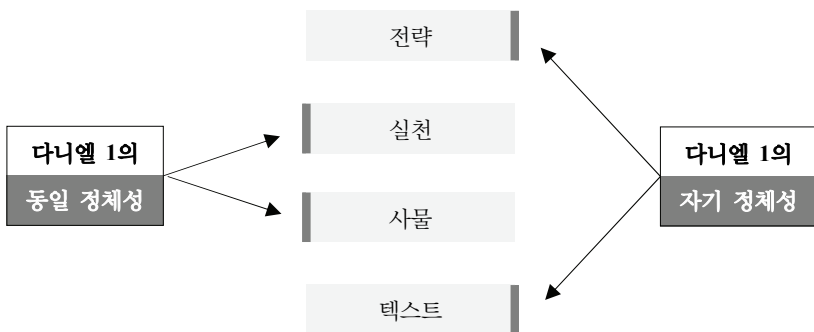 전략
실천
다니엘 1의
동일 정체성
다니엘 1의
자기 정체성
사물
텍스트